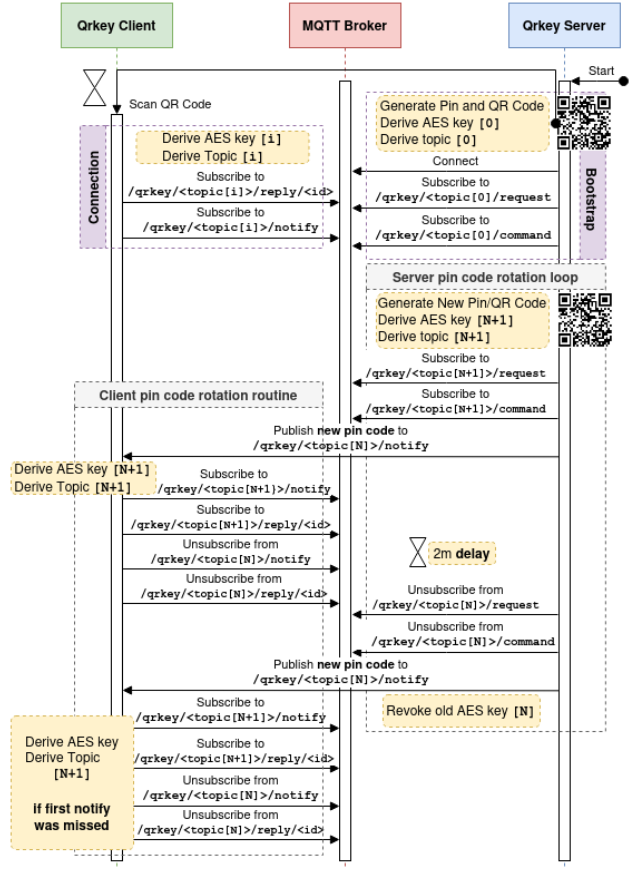 Qrkey Client
MQTT Broker
Qrkey Server
Start
Scan QR Code
Generate Pin and QR Code
Derive AES key [0]
Derive topic [0]
Derive AES key [i]
Derive Topic [i]
Connection
Bootstrap
Connect
Subscribe to
/qrkey/<topic[i]>/reply/<id>
Subscribe to
/qrkey/<topic[0]/request
Subscribe to
/qrkey/<topic[i]>/notify
Subscribe to
/qrkey/<topic[0]/command
Server pin code rotation loop
Generate New Pin/QR Code
Derive AES key [N+1]
Derive topic [N+1]
Subscribe to
/qrkey/<topic[N+1]>/request
Subscribe to
/qrkey/<topic[N+1]>/command
Client pin code rotation routine
Publish new pin code to
/qrkey/<topic[N]>/notify
Derive AES key [N+1]
Derive Topic [N+1]
Subscribe to
/qrkey/<topic[N+1)>/notify
Subscribe to
/qrkey/<topic[N+1]>/reply/<id>
Unsubscribe from
/qrkey/<topic[N]>/notify
2m delay
Unsubscribe from
/qrkey/<topic[N]>/reply/<id>
Unsubscribe from
/qrkey/<topic[N]>/request
Unsubscribe from
/qrkey/<topic[N]>/command
Publish new pin code to
/qrkey/<topic[N]>/notify
Revoke old AES key [N]
Subscribe to
/qrkey/<topic[N+1]>/notify
Derive AES key
Derive Topic
[N+1]
if first notify
was missed
Subscribe to
/qrkey/<topic[N+1]>/reply/<id>
Unsubscribe from
/qrkey/<topic[N]>/notify
Unsubscribe from
/qrkey/<topic[N]>/reply/<id>